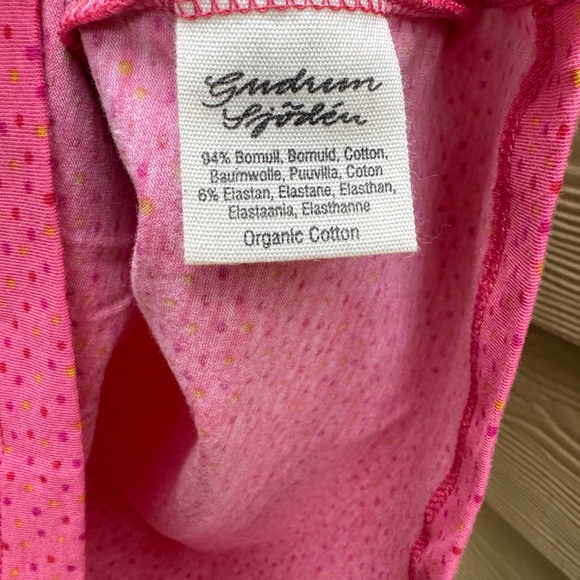 Gudrun
Sjödén
94% Bomull, Bomuld, Cotton,
Baumwolle, Puuvilla, Coton
6% Elastan, Elastane, Elasthan,
Elastaania, Elasthanne
Organic Cotton